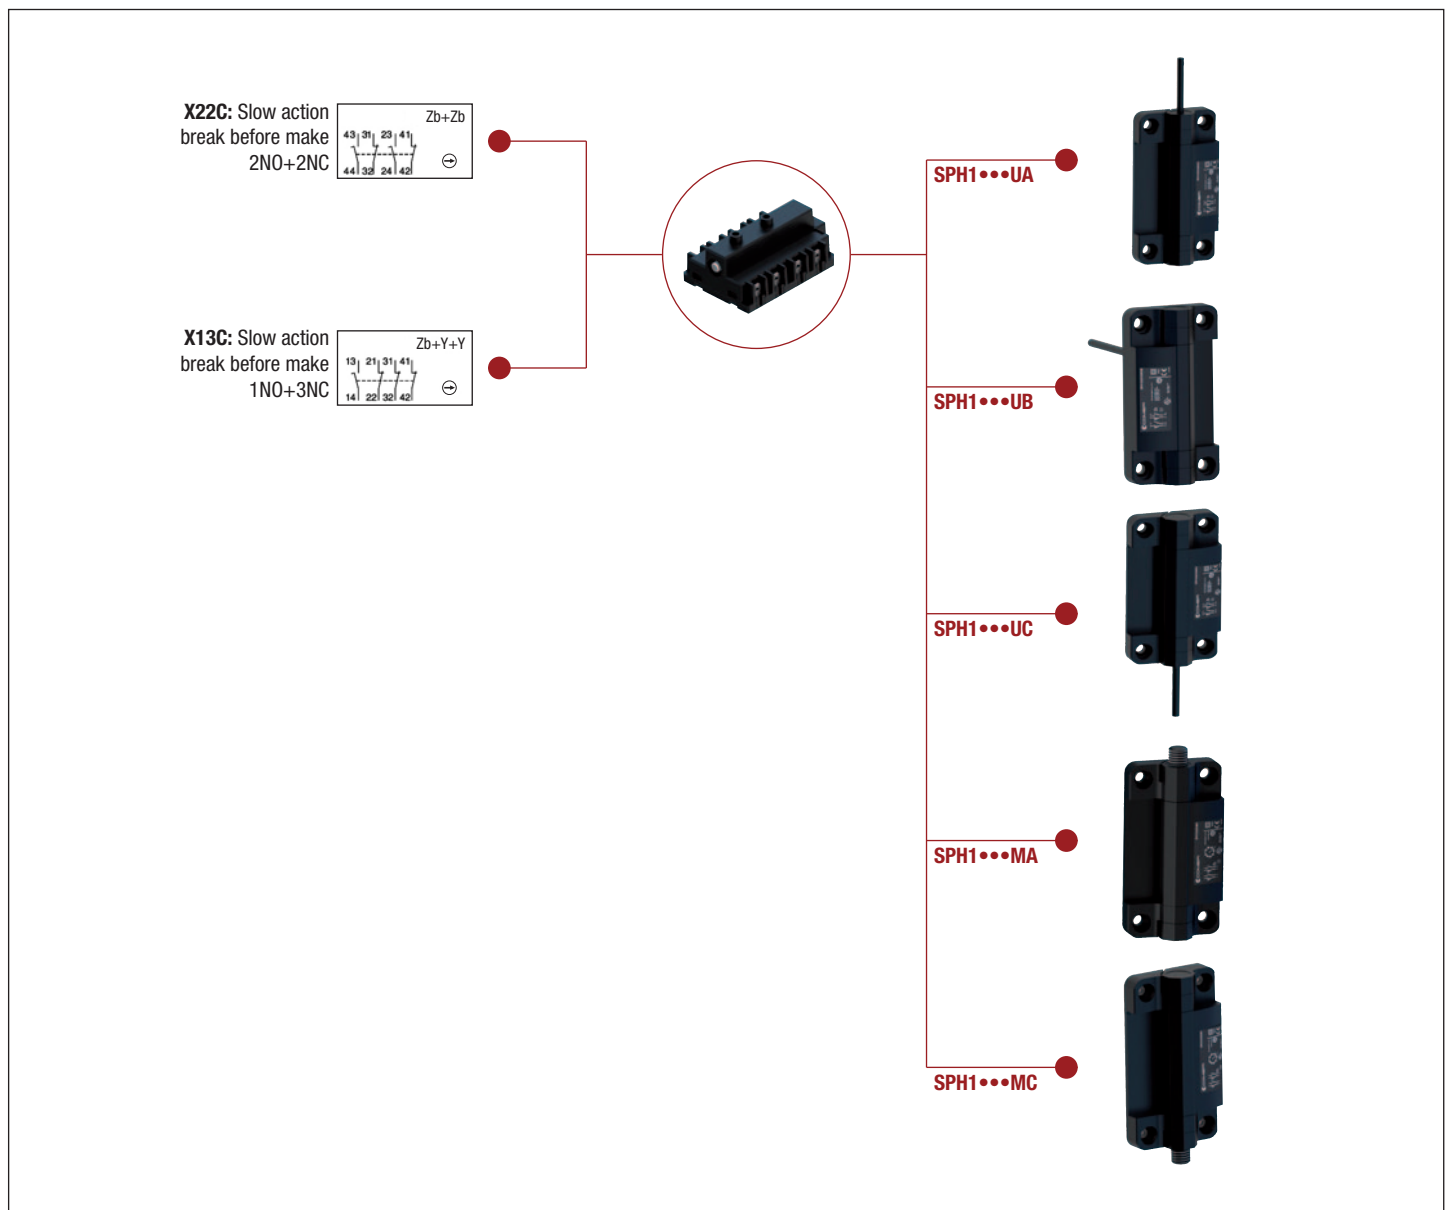 X22C: Slow action
break before make
2NO+2NC
Zb+Zb
43 31 23 41
44 32 24 42
X13C: Slow action
break before make
1NO+3NC
Zb+Y+Y
13 21 31 41
14 22 32 42
SPH1•••UA
SPH1•••UB
SPH1•••UC
SPH1•••MA
SPH1•••MC